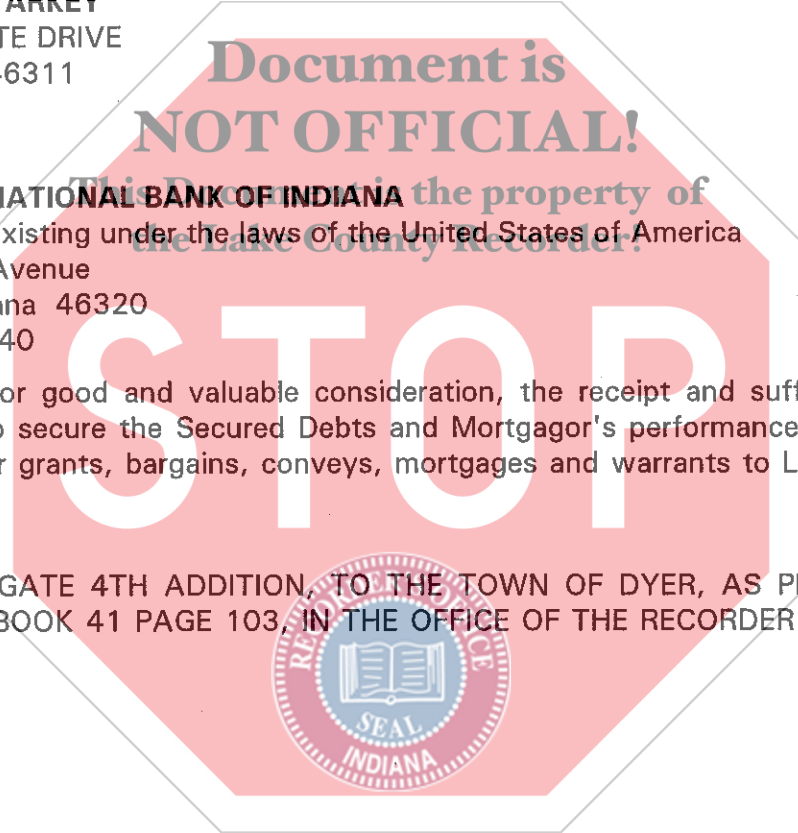 ARKEY
TE DRIVE
46311
Document is
NOT OFFICIAL!
This Document is the property of
the Lake County Recorder!
NATIONAL BANK OF INDIANA
xisting under the laws of the United States of America
Avenue
ana 46320
40
STOP
or good and valuable consideration, the receipt and suff
o secure the Secured Debts and Mortgagor's performance
r grants, bargains, conveys, mortgages and warrants to L
GATE 4TH ADDITION, TO THE TOWN OF DYER, AS P
BOOK 41 PAGE 103, IN THE OFFICE OF THE RECORDER
RECORDER'S OFFICE
SEAL
INDIANA